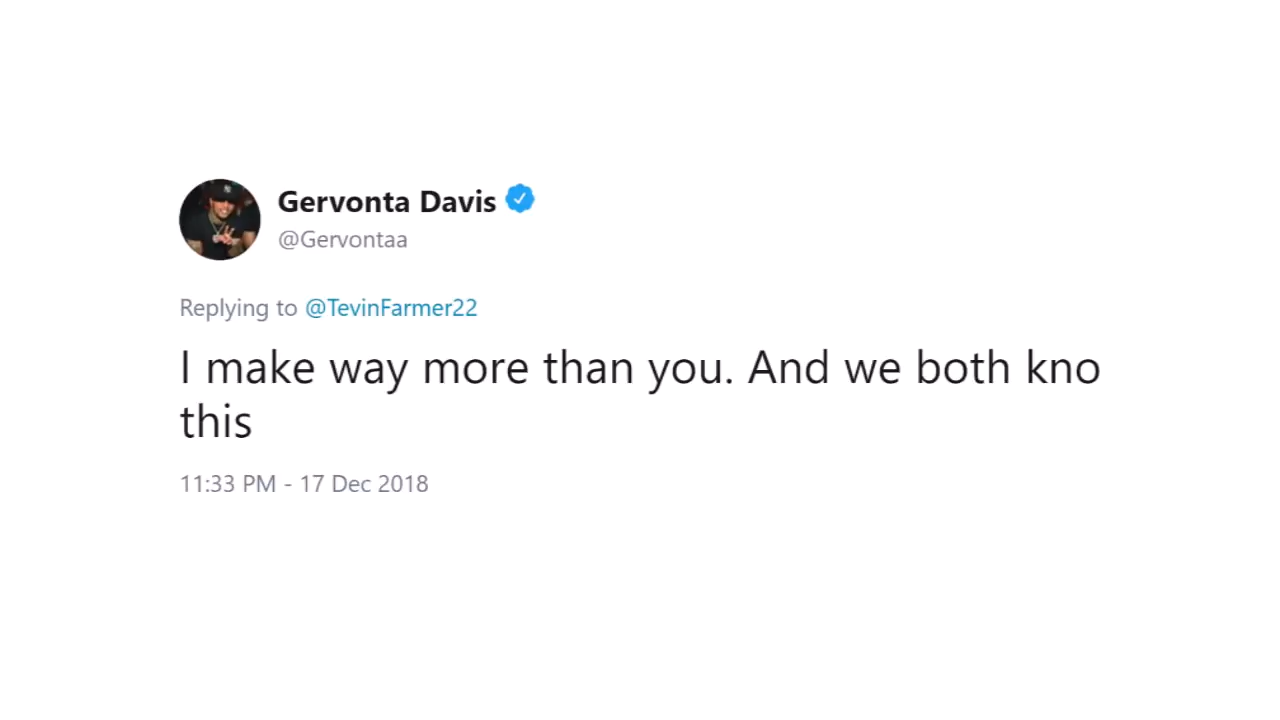 Gervonta Davis
@Gervontaa
Replying to @TevinFarmer22
I make way more than you. And we both kno
this
11:33 PM - 17 Dec 2018